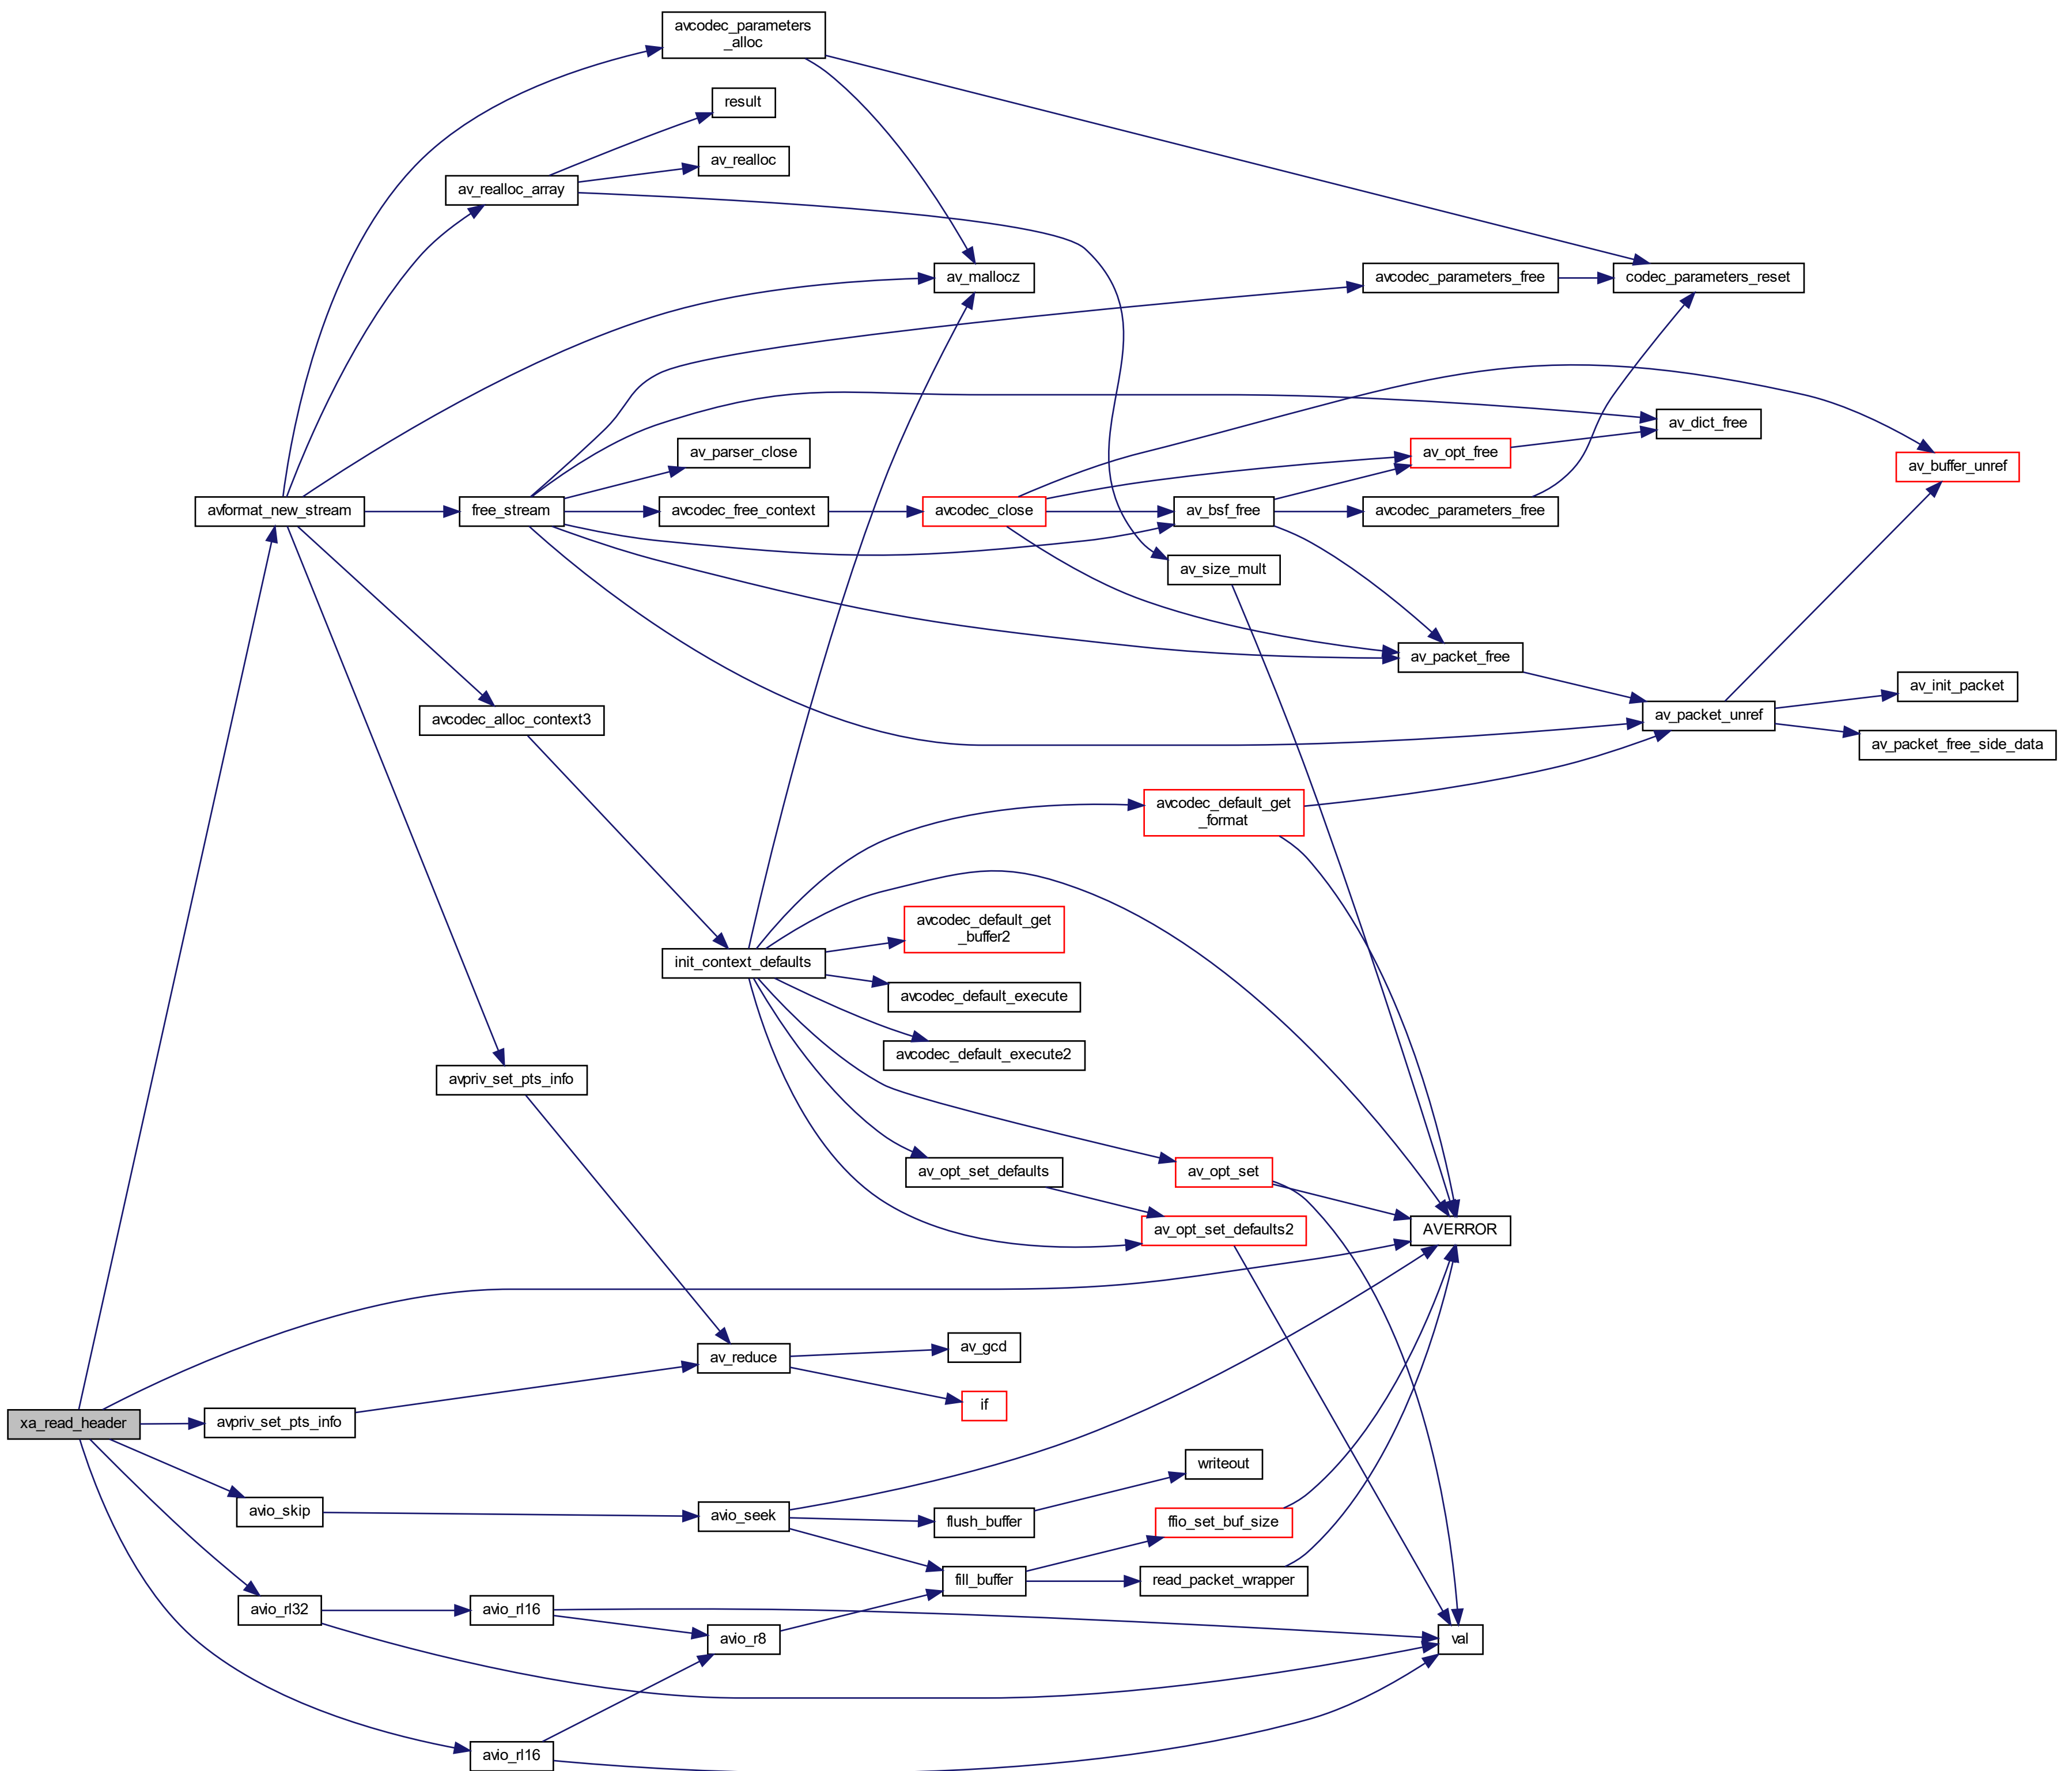 avcodec_parameters
_alloc
result
av_realloc
av_realloc_array
av_mallocz
avcodec_parameters_free
codec_parameters_reset
av_dict_free
av_parser_close
av_opt_free
av_buffer_unref
avformat_new_stream
free_stream
avcodec_free_context
avcodec_close
av_bsf_free
avcodec_parameters_free
av_size_mult
av_packet_free
av_init_packet
avcodec_alloc_context3
av_packet_unref
av_packet_free_side_data
avcodec_default_get
_format
avcodec_default_get
_buffer2
init_context_defaults
avcodec_default_execute
avcodec_default_execute2
avpriv_set_pts_info
av_opt_set_defaults
av_opt_set
av_opt_set_defaults2
AVERROR
av_gcd
av_reduce
if
xa_read_header
avpriv_set_pts_info
writeout
avio_skip
avio_seek
flush_buffer
ffio_set_buf_size
fill_buffer
read_packet_wrapper
avio_rl32
avio_rl16
avio_r8
val
avio_rl16